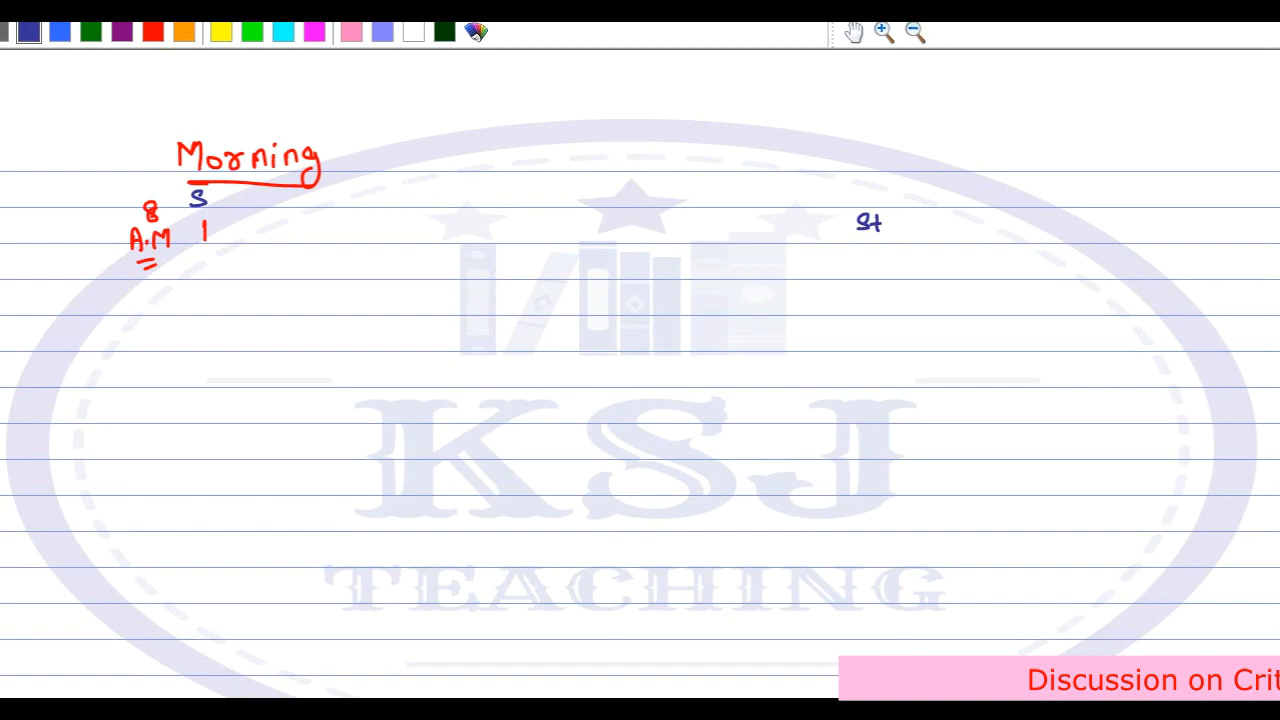 Morning
S
8
A.M 1
St
KSJ
TEACHING
Discussion on Crit